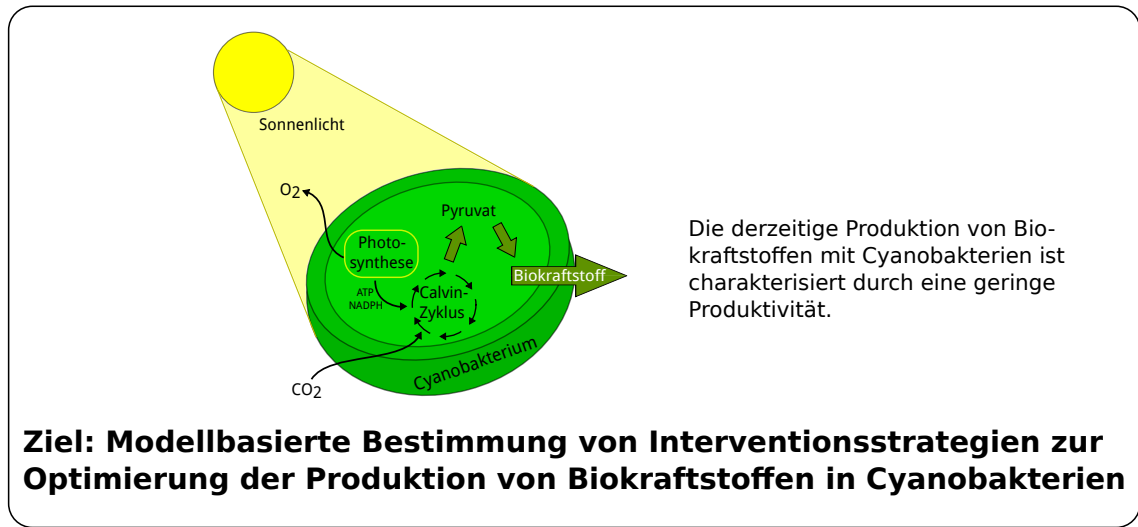 Sonnenlicht
O2
Pyruvat
Photo-
synthese
Biokraftstoff
ATP
NADPH
Calvin-
Zyklus
Cyanobakterium
CO2
Die derzeitige Produktion von Bio-
kraftstoffen mit Cyanobakterien ist
charakterisiert durch eine geringe
Produktivität.
Ziel: Modellbasierte Bestimmung von Interventionsstrategien zur
Optimierung der Produktion von Biokraftstoffen in Cyanobakterien